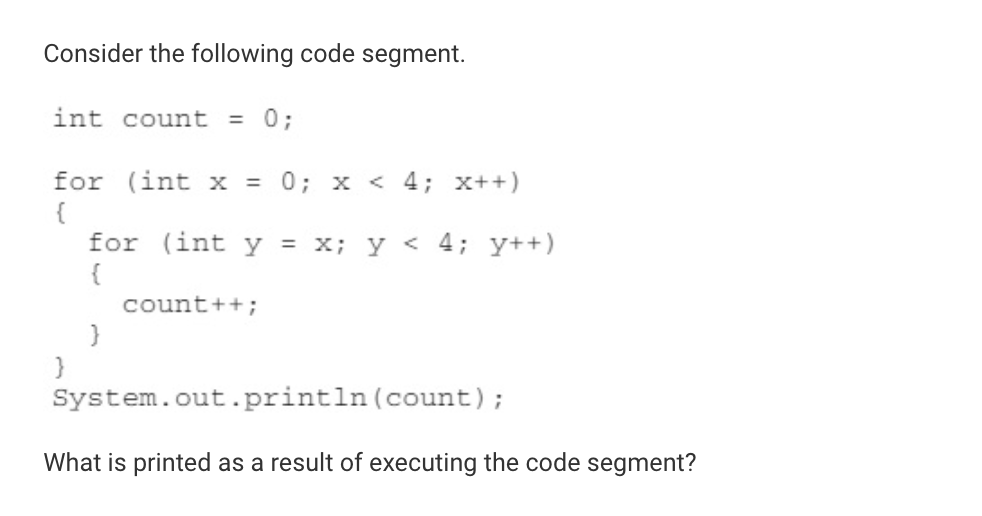 Consider the following code segment.
int count = 0;
for (int x = 0; x < 4; x++)
{
for (int y = x; y < 4; y++)
{
count++;
}
}
System.out.println(count);
What is printed as a result of executing the code segment?